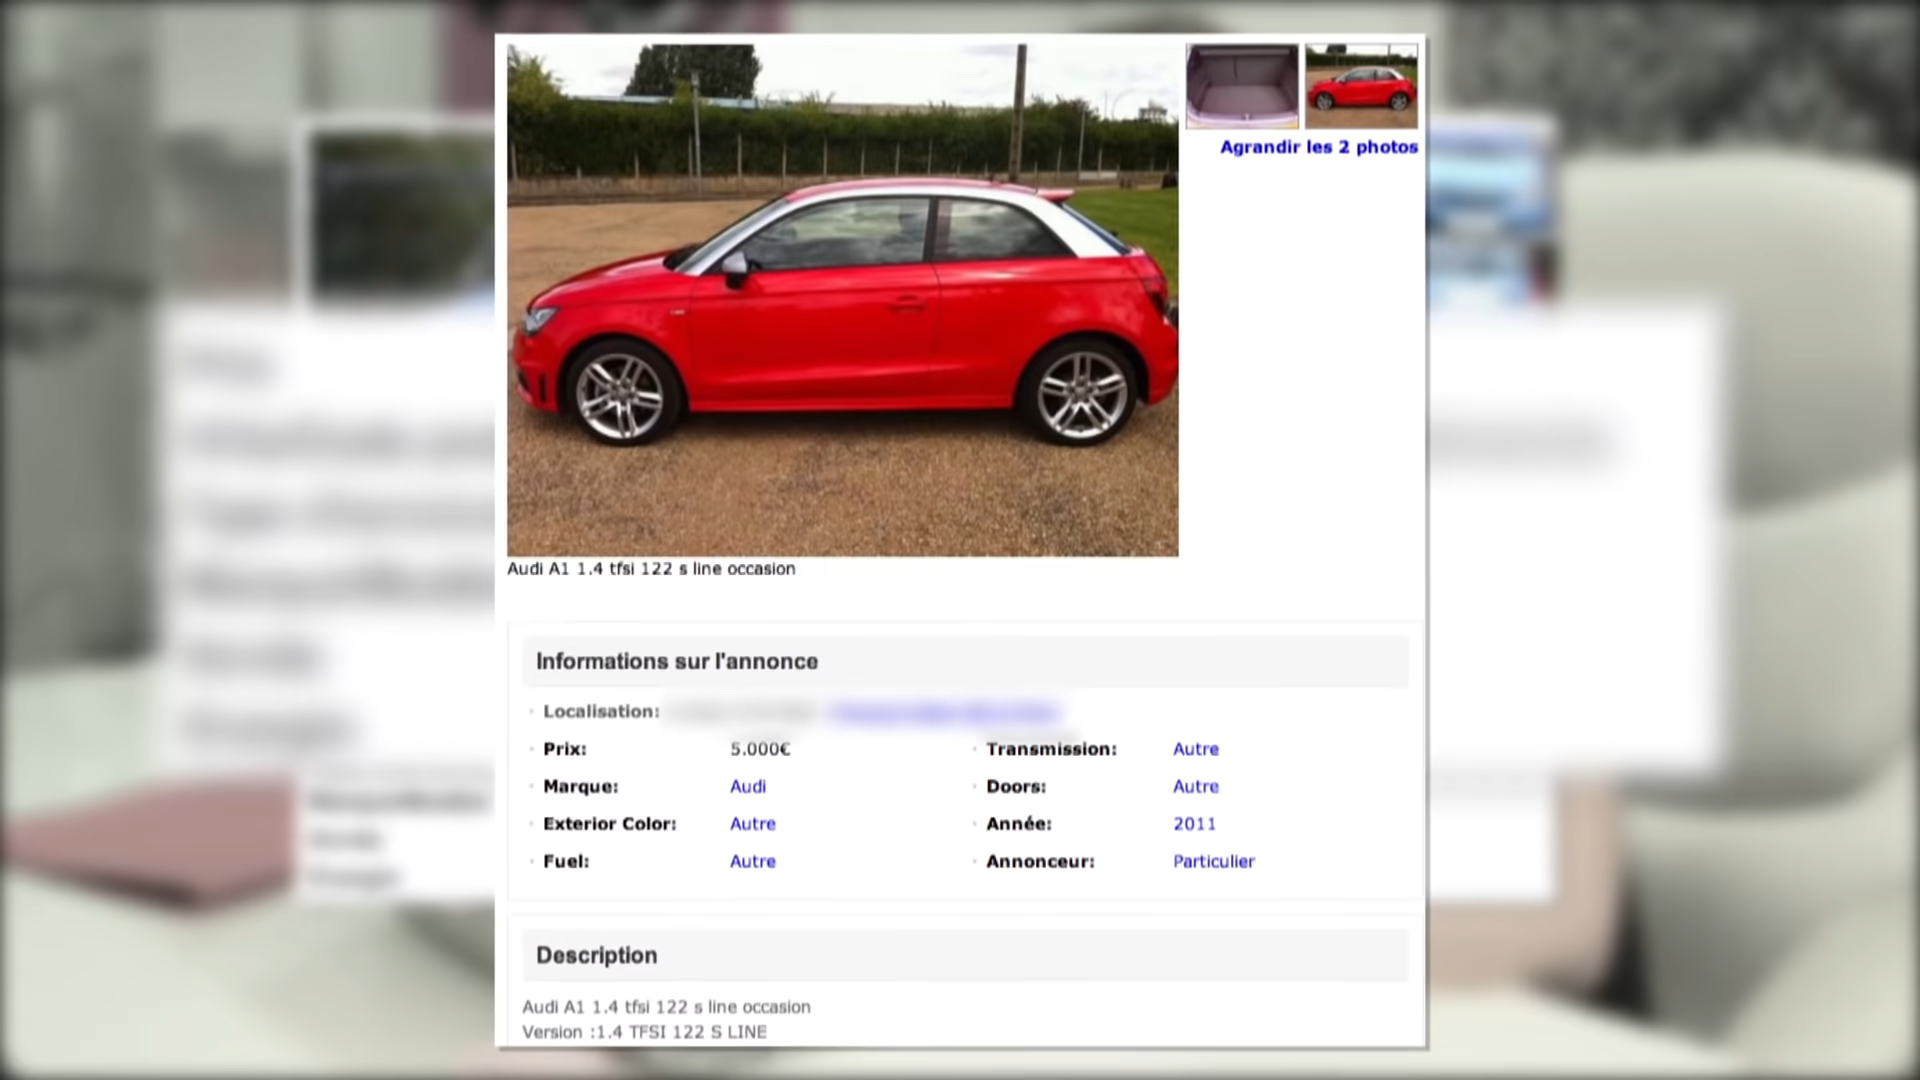 Agrandir les 2 photos
Audi A1 1.4 tfsi 122 s line occasion
Informations sur l'annonce
Localisation:
Prix: 5.000€ Transmission: Autre
Marque: Audi Doors: Autre
Exterior Color: Autre Année: 2011
Fuel: Autre Annonceur: Particulier
Description
Audi A1 1.4 tfsi 122 s line occasion
Version :1.4 TFSI 122 S LINE